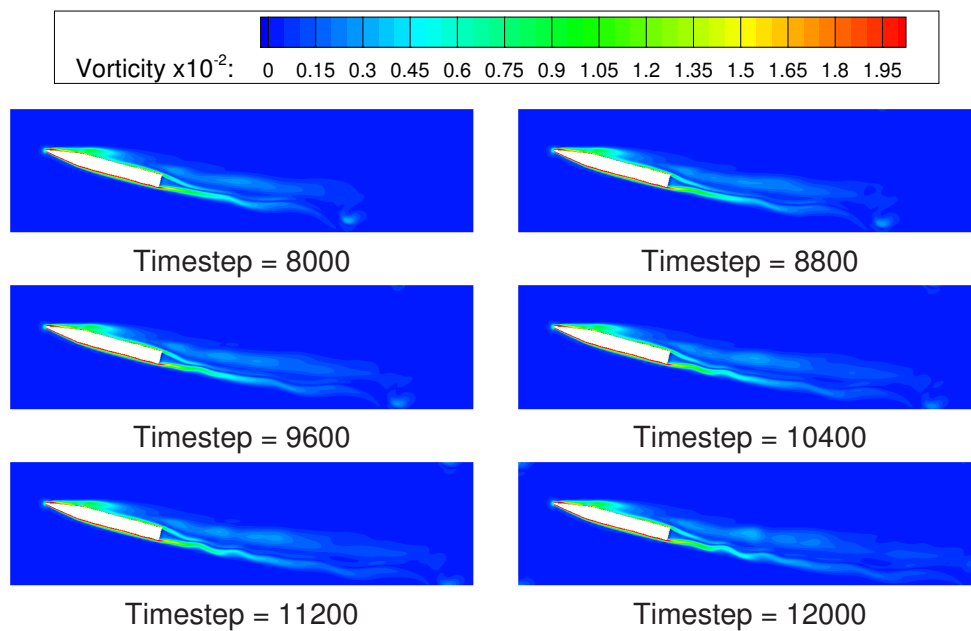 Vorticity x10-2: 0 0.15 0.3 0.45 0.6 0.75 0.9 1.05 1.2 1.35 1.5 1.65 1.8 1.95
Timestep = 8000 Timestep = 8800
Timestep = 9600 Timestep = 10400
Timestep = 11200 Timestep = 12000